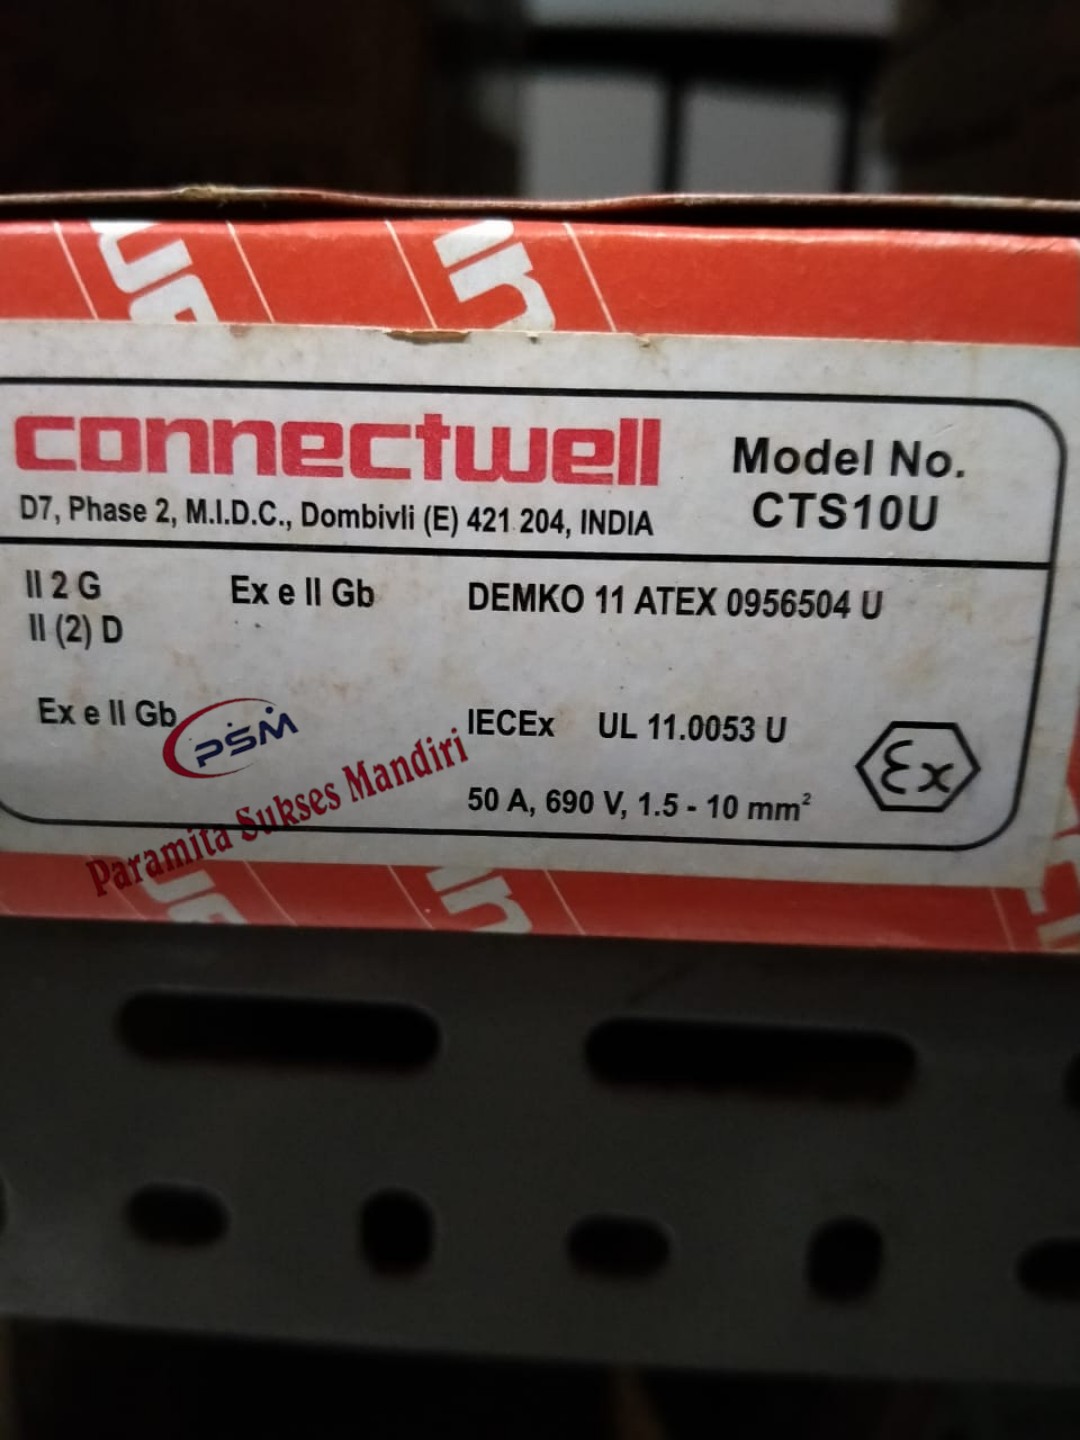 connectwell
D7, Phase 2, M.I.D.C., Dombivli (E) 421 204, INDIA
Model No.
CTS10U
II 2 G
II (2) D
Ex e II Gb
DEMKO 11 ATEX 0956504 U
Ex e II Gb
IECEx UL 11.0053 U
50 A, 690 V, 1.5 - 10 mm²
Ex
PSM
Paramita Sukses Mandiri